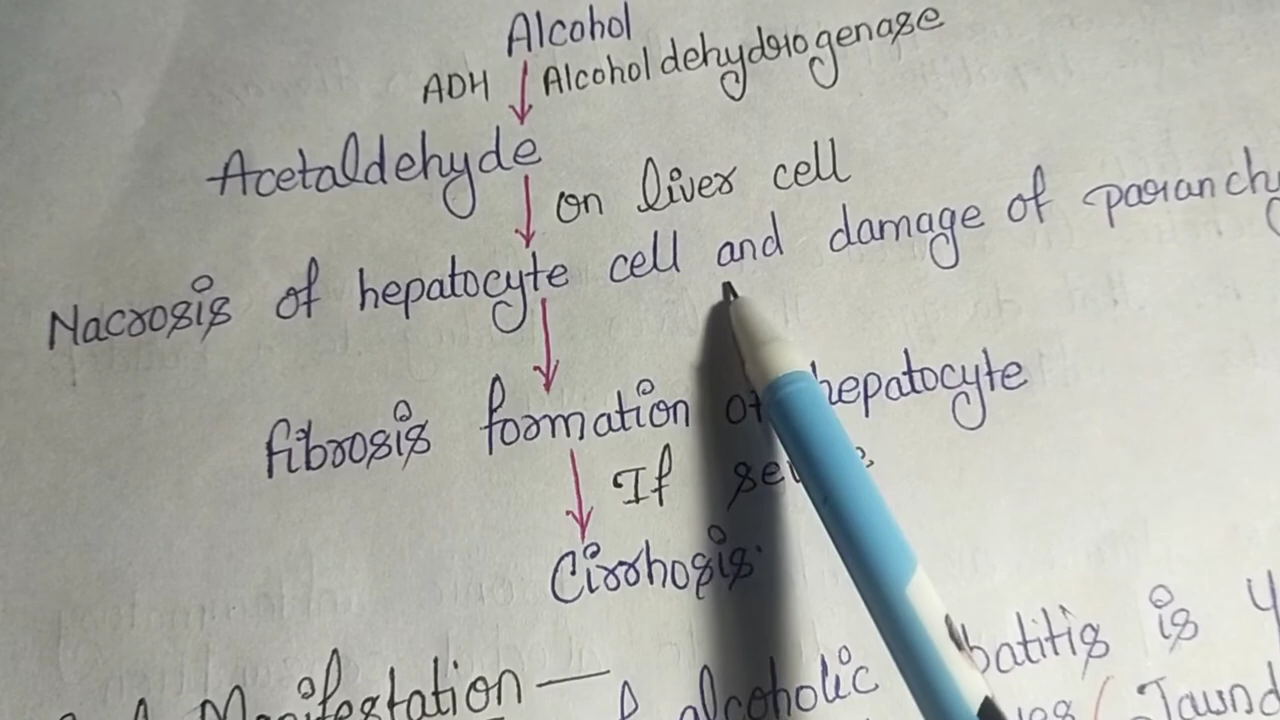 Alcohol
ADH Alcohol dehydrogenase
Acetaldehyde
on liver cell
Nacrosis of hepatocyte cell and damage of
fibrosis formation of hepatocyte
If
Cirrhosis
Manifestation — alcoholic is